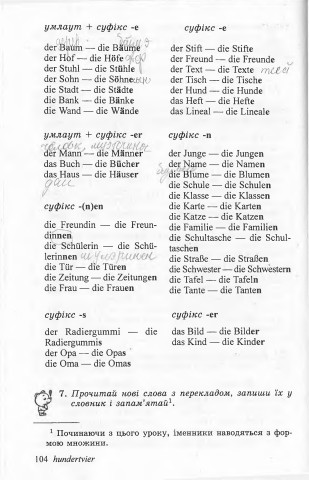 умлаут + суфікс -е
der Baum — die Bäume
der Hof — die Höfe
der Stuhl — die Stühle
der Sohn — die Söhne
die Stadt — die Städte
die Bank — die Bänke
die Wand — die Wände
умлаут + суфікс -er
der Mann — die Männer
das Buch — die Bücher
das Haus — die Häuser
суфікс -(n)en
die Freundin — die Freun-
dinnen
die Schülerin — die Schü-
lerinnen
die Tür — die Türen
die Zeitung — die Zeitungen
die Frau — die Frauen
суфікс -s
der Radiergummi — die
Radiergummis
der Opa — die Opas
die Oma — die Omas
суфікс -е
der Stift — die Stifte
der Freund — die Freunde
der Text — die Texte
der Tisch — die Tische
der Hund — die Hunde
das Heft — die Hefte
das Lineal — die Lineale
суфікс -n
der Junge — die Jungen
der Name — die Namen
die Blume — die Blumen
die Schule — die Schulen
die Klasse — die Klassen
die Karte — die Karten
die Katze — die Katzen
die Familie — die Familien
die Schultasche — die Schul-
taschen
die Straße — die Straßen
die Schwester — die Schwestern
die Tafel — die Tafeln
die Tante — die Tanten
суфікс -er
das Bild — die Bilder
das Kind — die Kinder
7. Прочитай нові слова з перекладом, запиши їх у
словник і запам'ятай¹.
¹ Починаючи з цього уроку, іменники наводяться з фор-
мою множини.
104 hundertvier